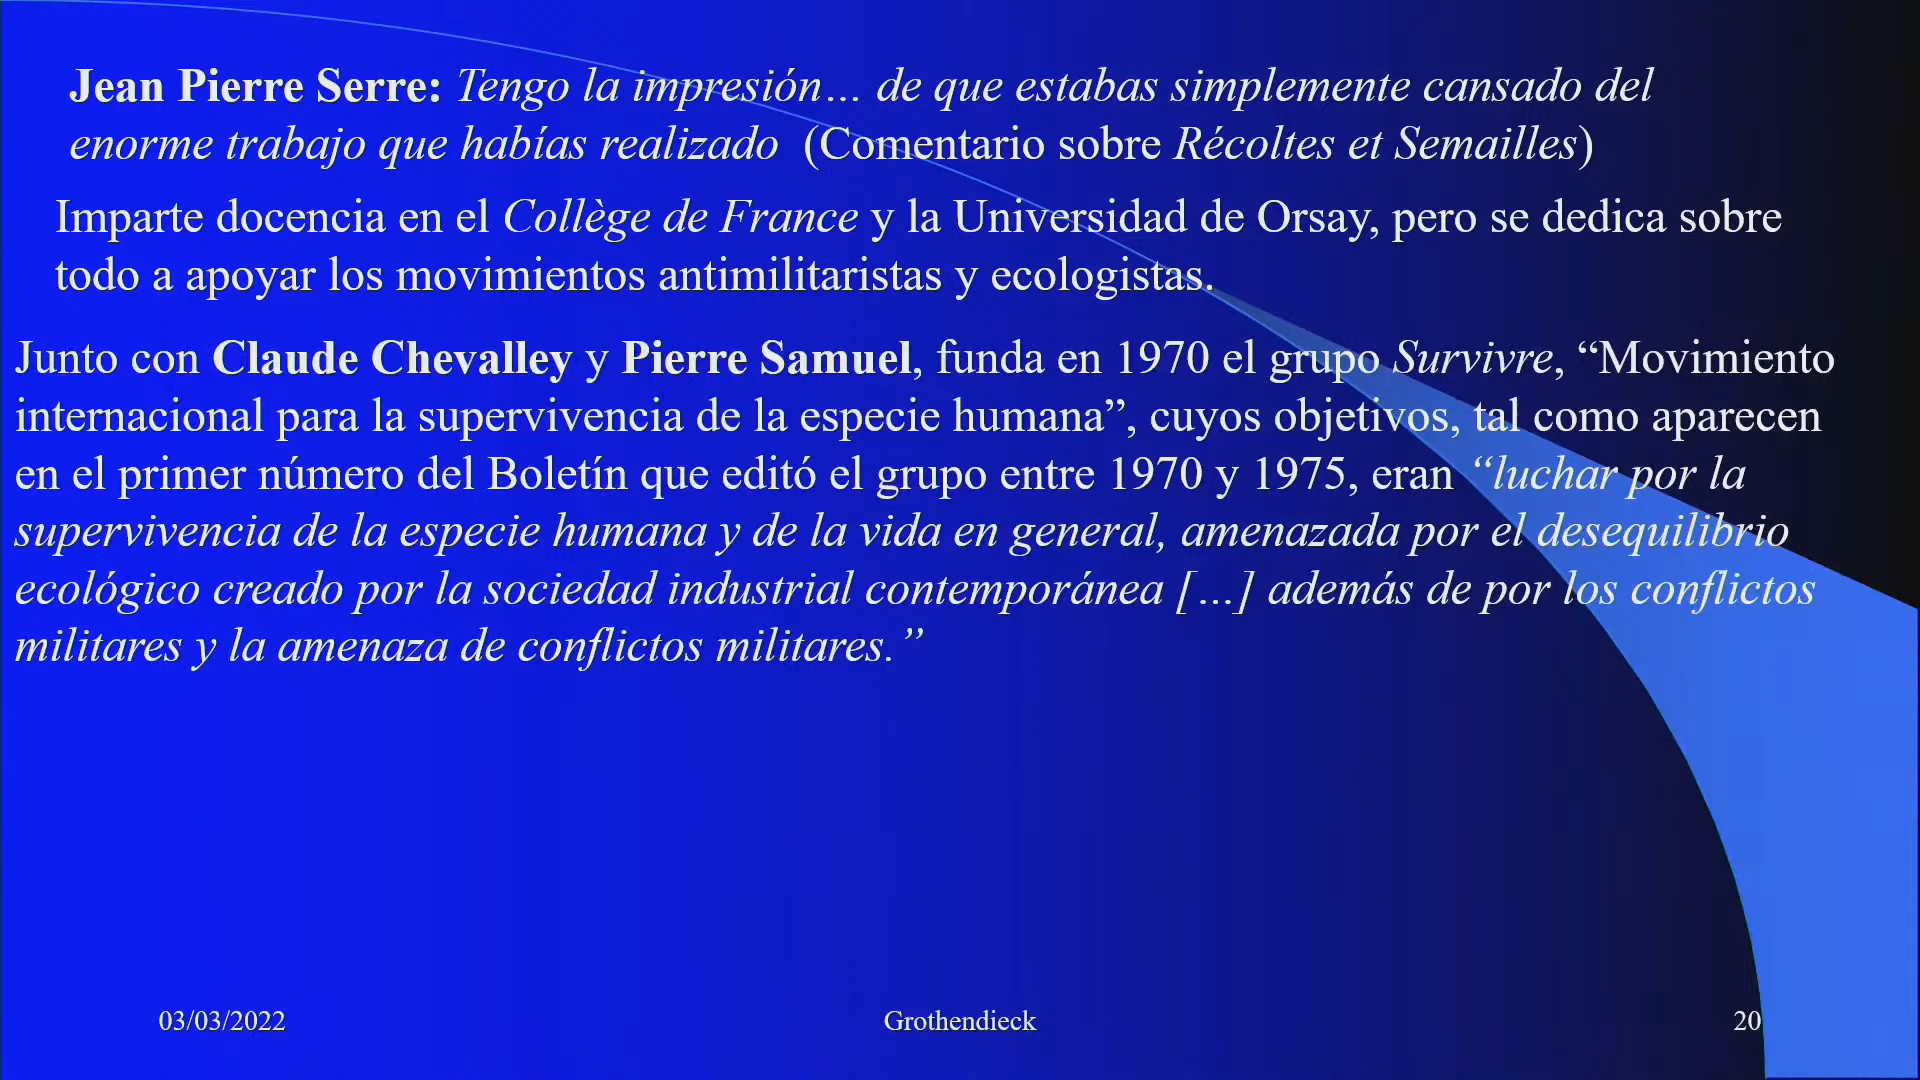 Jean Pierre Serre: Tengo la impresión… de que estabas simplemente cansado del
enorme trabajo que habías realizado (Comentario sobre Récoltes et Semailles)
Imparte docencia en el Collège de France y la Universidad de Orsay, pero se dedica sobre
todo a apoyar los movimientos antimilitaristas y ecologistas.
Junto con Claude Chevalley y Pierre Samuel, funda en 1970 el grupo Survivre, “Movimiento
internacional para la supervivencia de la especie humana”, cuyos objetivos, tal como aparecen
en el primer número del Boletín que editó el grupo entre 1970 y 1975, eran “luchar por la
supervivencia de la especie humana y de la vida en general, amenazada por el desequilibrio
ecológico creado por la sociedad industrial contemporánea […] además de por los conflictos
militares y la amenaza de conflictos militares.”
03/03/2022
Grothendieck
20